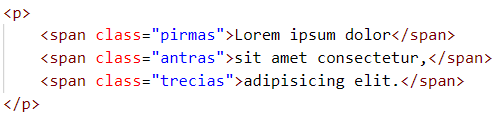 <p>
    <span class="pirmas">Lorem ipsum dolor</span>
    <span class="antras">sit amet consectetur,</span>
    <span class="trecias">adipisicing elit.</span>
</p>